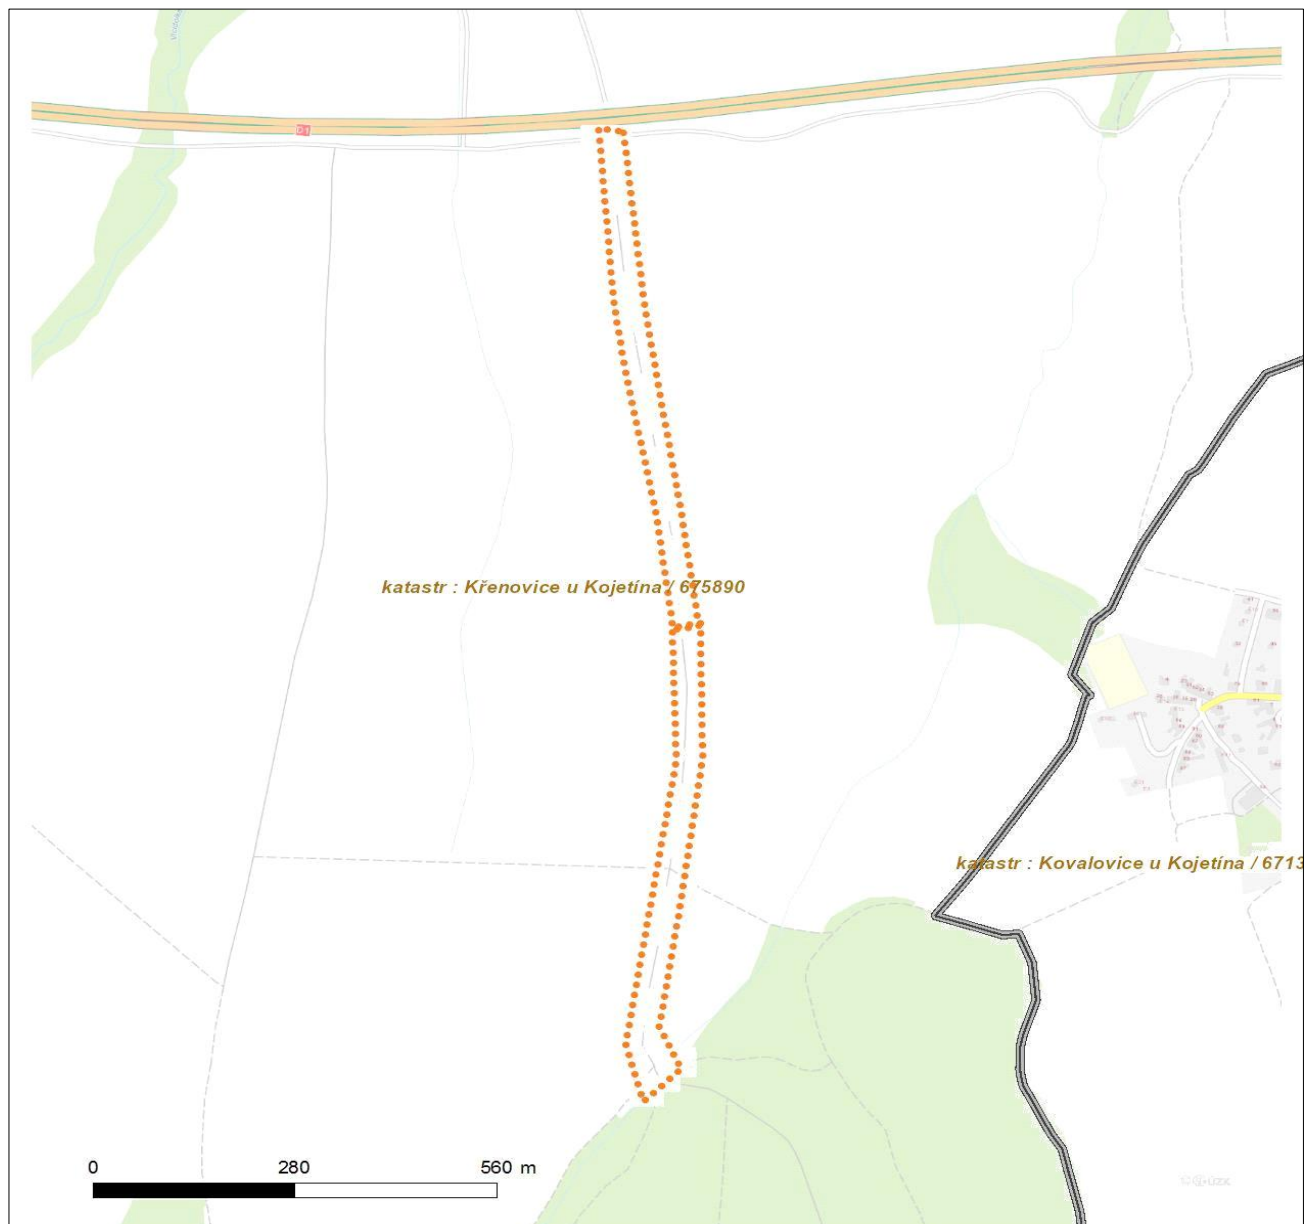 D1
katastr : Křenovice u Kojetína / 675890
katastr : Kovalovice u Kojetína / 6713
0 280 560 m